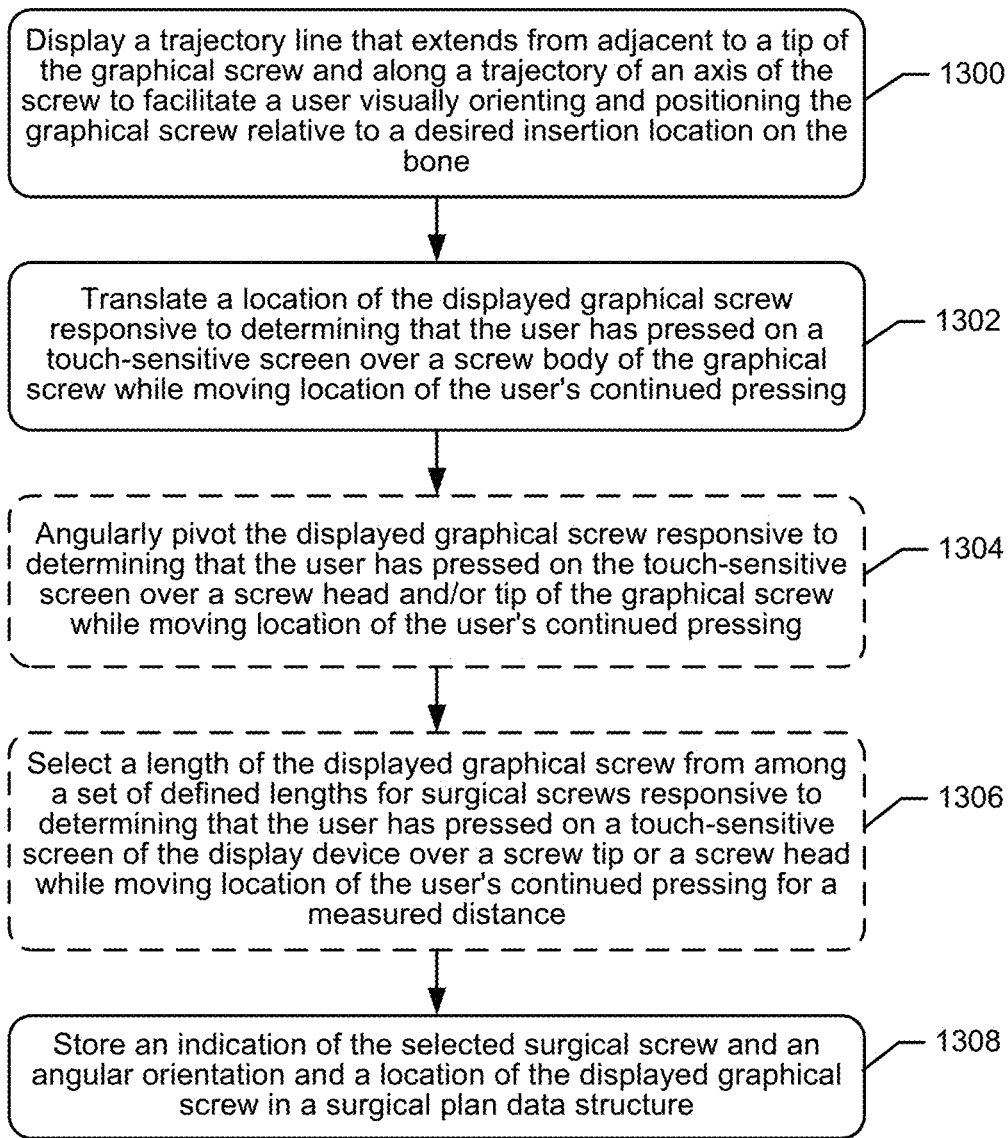 Display a trajectory line that extends from adjacent to a tip of
the graphical screw and along a trajectory of an axis of the
screw to facilitate a user visually orienting and positioning the
graphical screw relative to a desired insertion location on the
bone
1300
Translate a location of the displayed graphical screw
responsive to determining that the user has pressed on a
touch-sensitive screen over a screw body of the graphical
screw while moving location of the user's continued pressing
1302
Angularly pivot the displayed graphical screw responsive to
determining that the user has pressed on the touch-sensitive
screen over a screw head and/or tip of the graphical screw
while moving location of the user's continued pressing
1304
Select a length of the displayed graphical screw from among
a set of defined lengths for surgical screws responsive to
determining that the user has pressed on a touch-sensitive
screen of the display device over a screw tip or a screw head
while moving location of the user's continued pressing for a
measured distance
1306
Store an indication of the selected surgical screw and an
angular orientation and a location of the displayed graphical
screw in a surgical plan data structure
1308